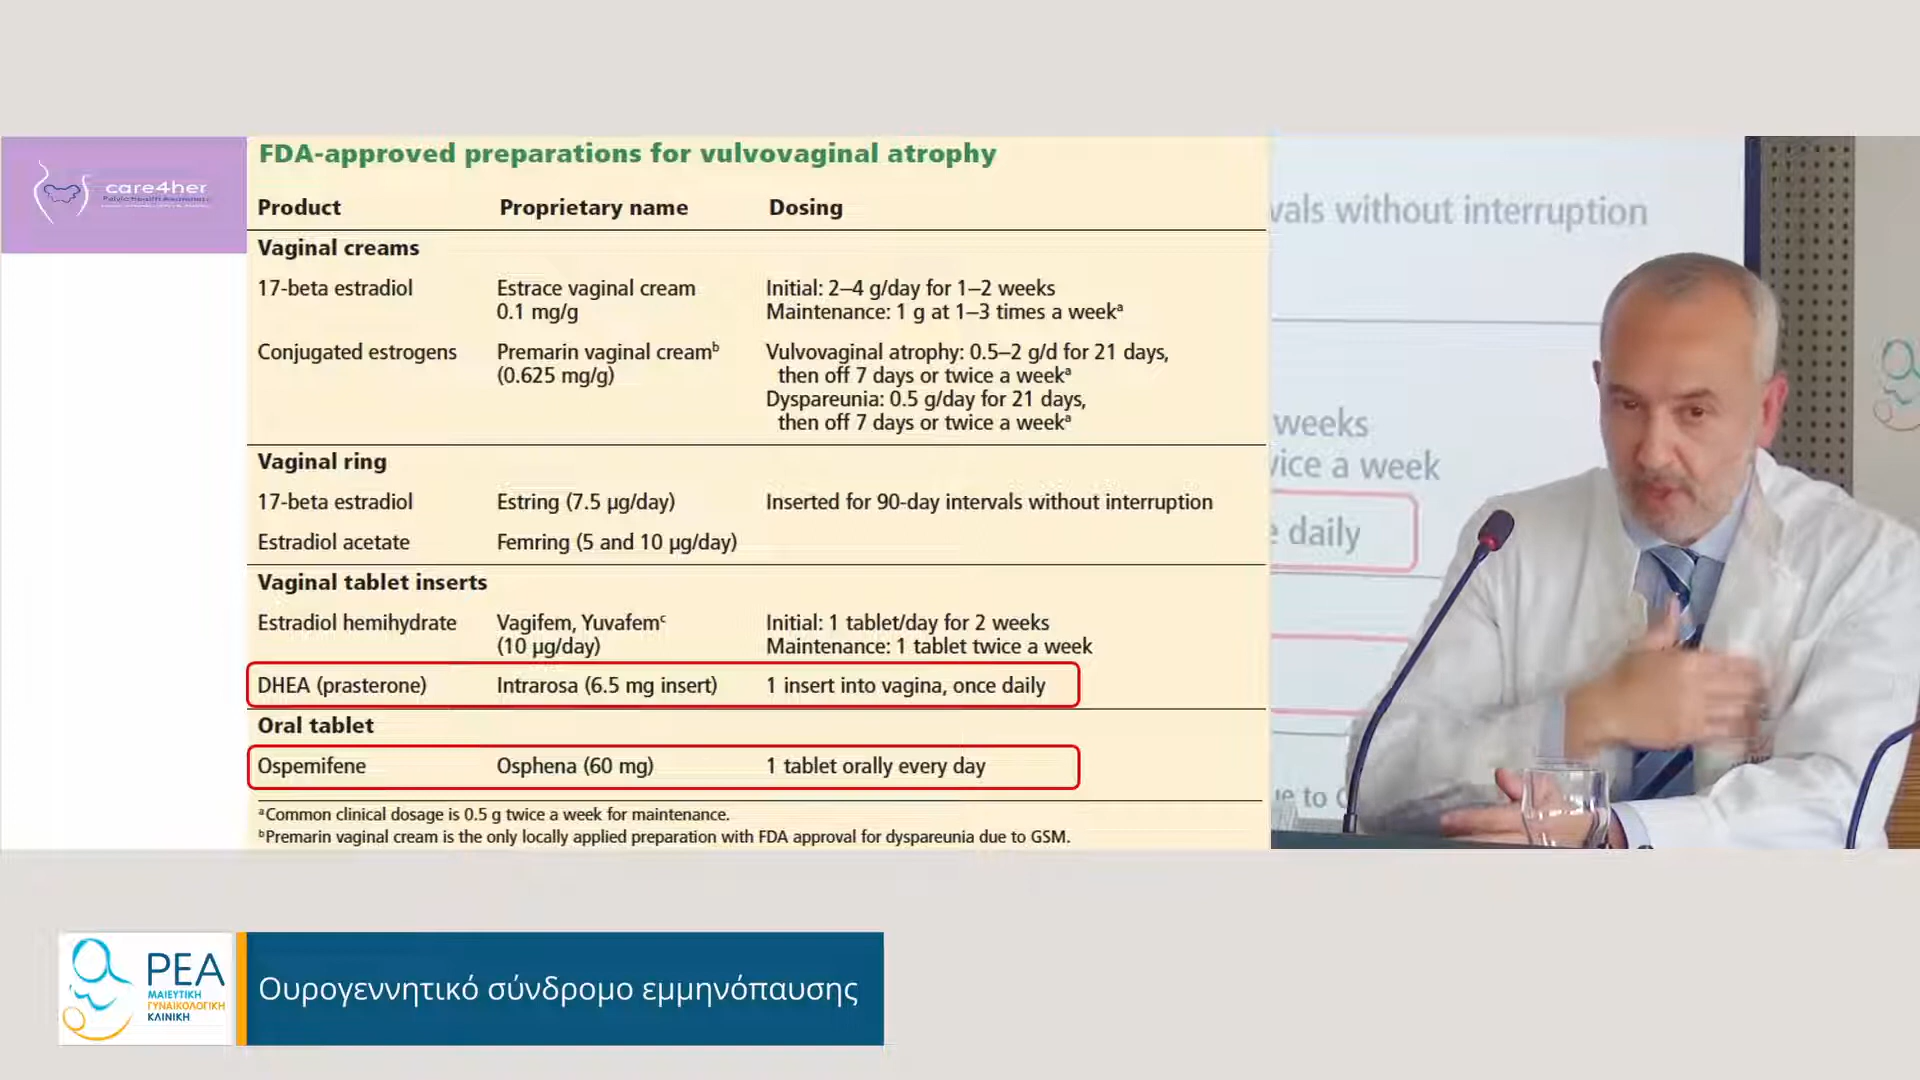 care4her
FDA-approved preparations for vulvovaginal atrophy
Product Proprietary name Dosing
Vaginal creams
17-beta estradiol Estrace vaginal cream Initial: 2–4 g/day for 1–2 weeks
0.1 mg/g Maintenance: 1 g at 1–3 times a weekᵃ
Conjugated estrogens Premarin vaginal creamᵇ Vulvovaginal atrophy: 0.5–2 g/d for 21 days,
(0.625 mg/g) then off 7 days or twice a weekᵃ
Dyspareunia: 0.5 g/day for 21 days,
then off 7 days or twice a weekᵃ
Vaginal ring
17-beta estradiol Estring (7.5 µg/day) Inserted for 90-day intervals without interruption
Estradiol acetate Femring (5 and 10 µg/day)
Vaginal tablet inserts
Estradiol hemihydrate Vagifem, Yuvafemᶜ Initial: 1 tablet/day for 2 weeks
(10 µg/day) Maintenance: 1 tablet twice a week
DHEA (prasterone) Intrarosa (6.5 mg insert) 1 insert into vagina, once daily
Oral tablet
Ospemifene Osphena (60 mg) 1 tablet orally every day
ᵃCommon clinical dosage is 0.5 g twice a week for maintenance.
ᵇPremarin vaginal cream is the only locally applied preparation with FDA approval for dyspareunia due to GSM.
vals without interruption
weeks
ice a week
daily
to
ΡΕΑ
ΜΑΙΕΥΤΙΚΗ
ΓΥΝΑΙΚΟΛΟΓΙΚΗ
ΚΛΙΝΙΚΗ
Ουρογεννητικό σύνδρομο εμμηνόπαυσης